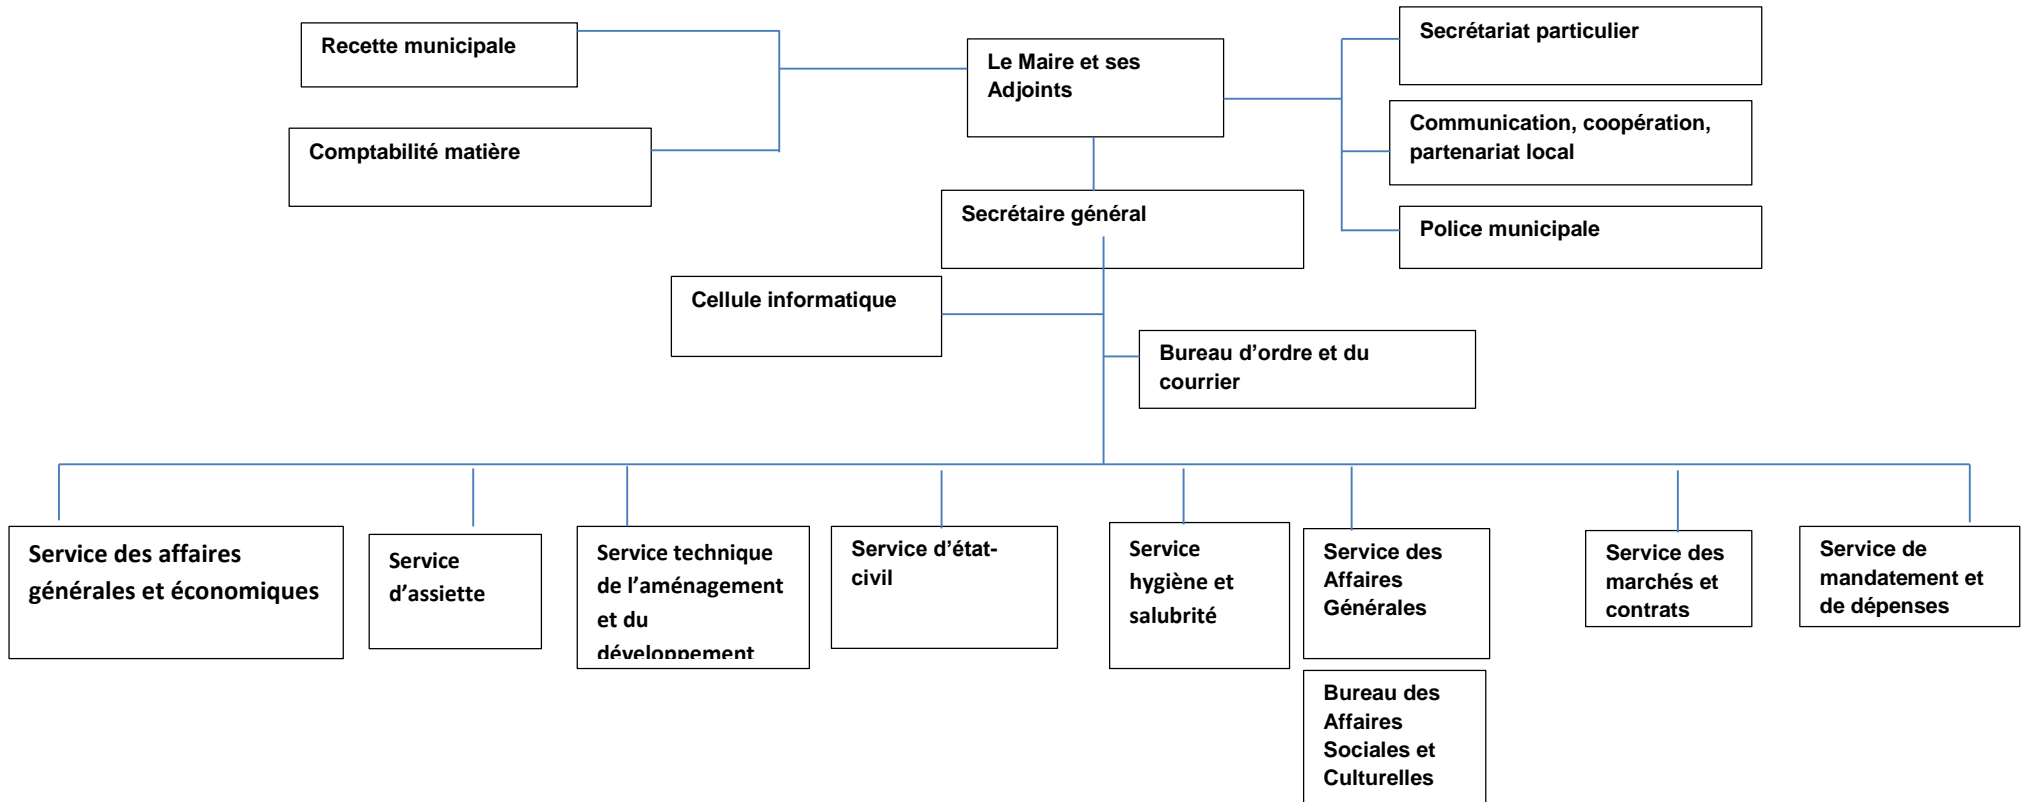 Recette municipale
Le Maire et ses
Adjoints
Secrétariat particulier
Comptabilité matière
Communication, coopération,
partenariat local
Secrétaire général
Police municipale
Cellule informatique
Bureau d’ordre et du
courrier
Service des affaires
générales et économiques
Service
d’assiette
Service technique
de l’aménagement
et du
développement
Service d’état-
civil
Service
hygiène et
salubrité
Service des
Affaires
Générales
Service des
marchés et
contrats
Service de
mandatement et
de dépenses
Bureau des
Affaires
Sociales et
Culturelles